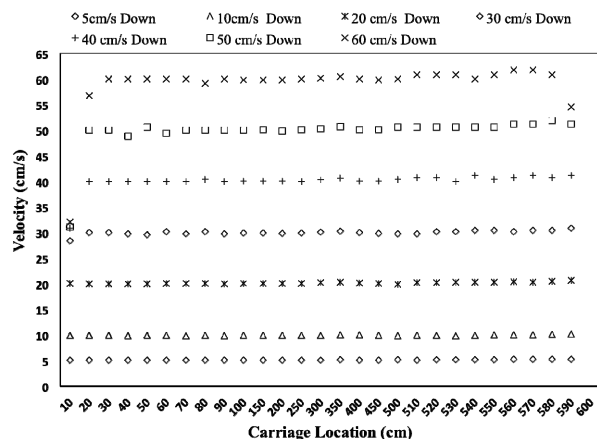 5cm/s Down 10cm/s Down 20 cm/s Down 30 cm/s Down
40 cm/s Down 50 cm/s Down 60 cm/s Down
Velocity (cm/s)
65
60
55
50
45
40
35
30
25
20
15
10
5
0
10 20 30 40 50 60 70 80 90 100 150 200 250 300 350 400 450 500 510 520 530 540 550 560 570 580 590 600
Carriage Location (cm)